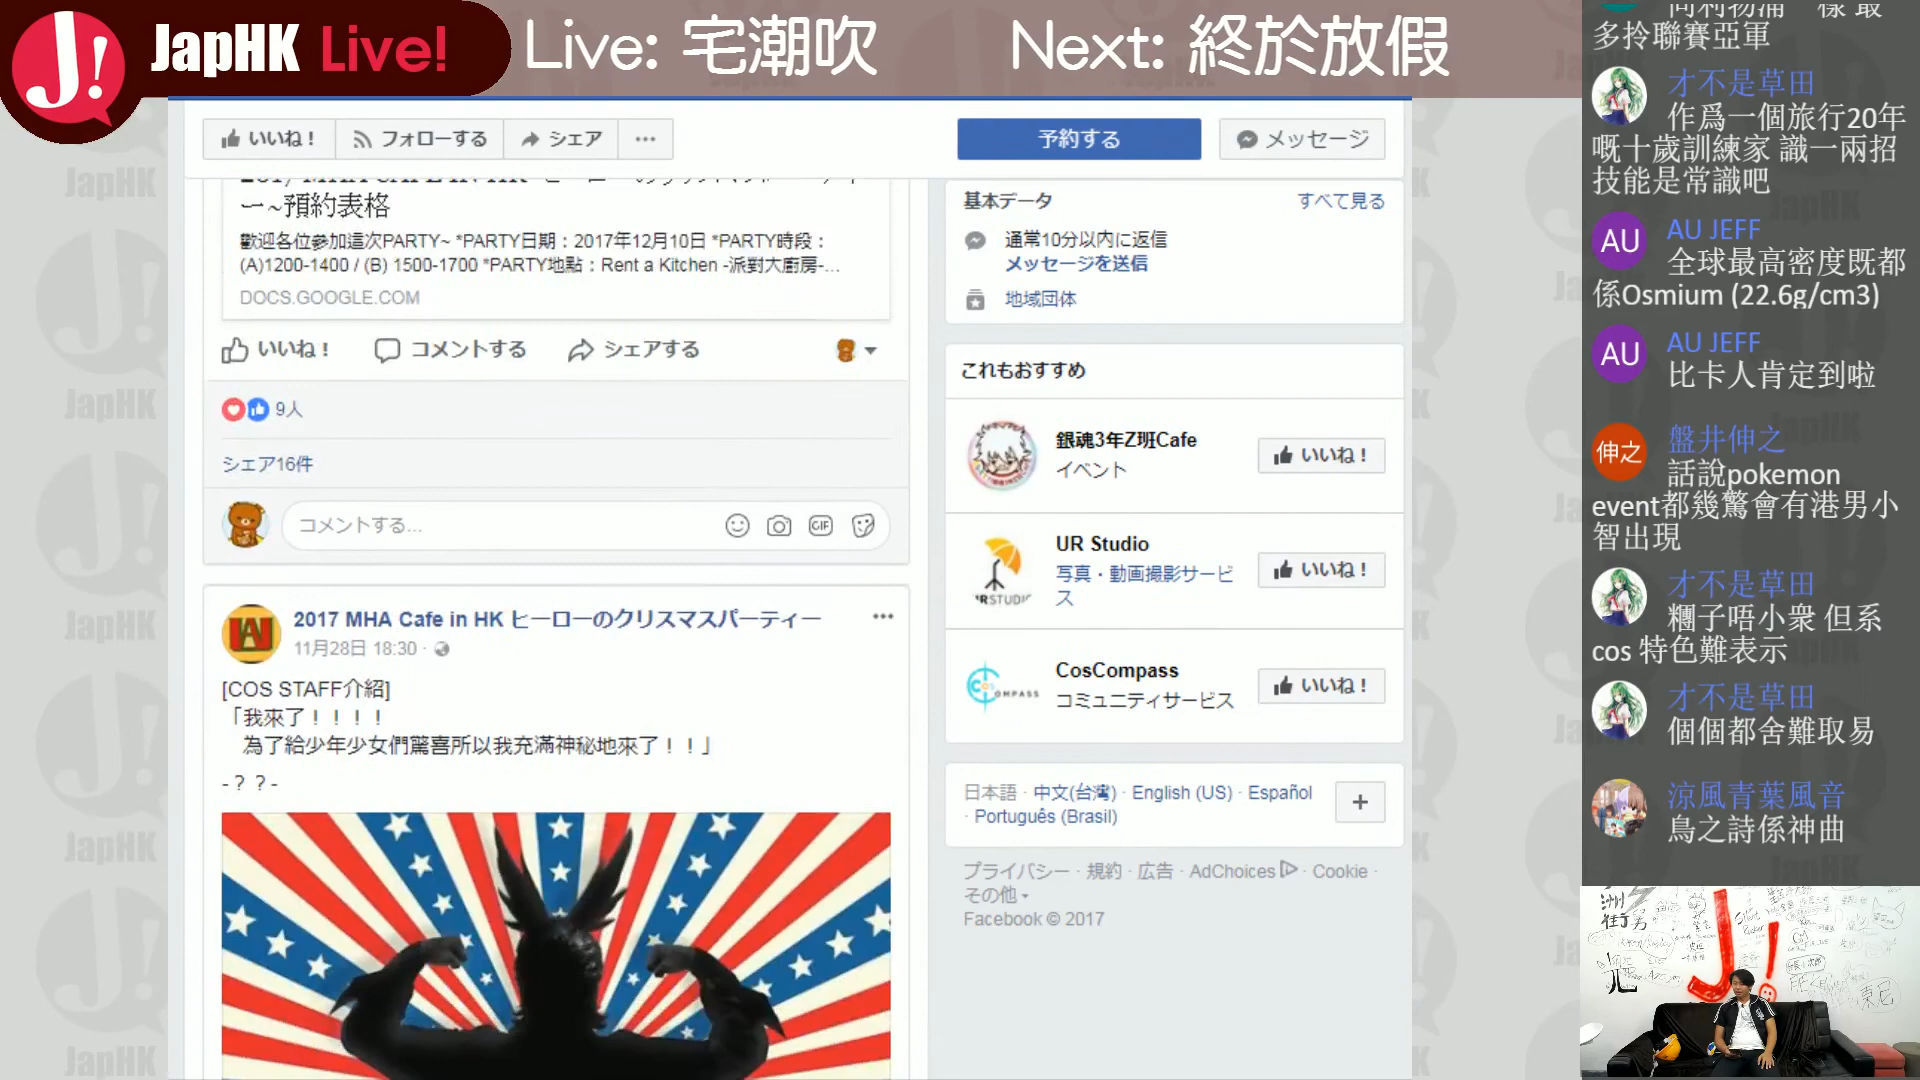 JapHK Live!
Live: 宅潮吹
Next: 終於放假
いいね！
フォローする
シェア
予約する
メッセージ
ー~預約表格
歡迎各位參加這次PARTY~ *PARTY日期：2017年12月10日 *PARTY時段：
(A)1200-1400 / (B) 1500-1700 *PARTY地點：Rent a Kitchen -派對大廚房-...
DOCS.GOOGLE.COM
いいね！
コメントする
シェアする
9人
シェア16件
コメントする...
GIF
2017 MHA Cafe in HK ヒーローのクリスマスパーティー
11月28日 18:30
[COS STAFF介紹]
「我來了！！！！
為了給少年少女們驚喜所以我充滿神秘地來了！！」
-？？-
基本データ
すべて見る
通常10分以内に返信
メッセージを送信
地域団体
これもおすすめ
銀魂3年Z班Cafe
イベント
いいね！
UR Studio
写真・動画撮影サービ
ス
いいね！
CosCompass
コミュニティサービス
いいね！
日本語 · 中文(台灣) · English (US) · Español
· Português (Brasil)
プライバシー · 規約 · 広告 · AdChoices · Cookie ·
その他
Facebook © 2017
多拎聯賽亞軍
才不是草田
作爲一個旅行20年
嘅十歲訓練家 識一兩招
技能是常識吧
AU
AU JEFF
全球最高密度既都
係Osmium (22.6g/cm3)
AU
AU JEFF
比卡人肯定到啦
伸之
盤井伸之
話說pokemon
event都幾驚會有港男小
智出現
才不是草田
糰子唔小衆 但系
cos 特色難表示
才不是草田
個個都舍難取易
涼風青葉風音
鳥之詩係神曲